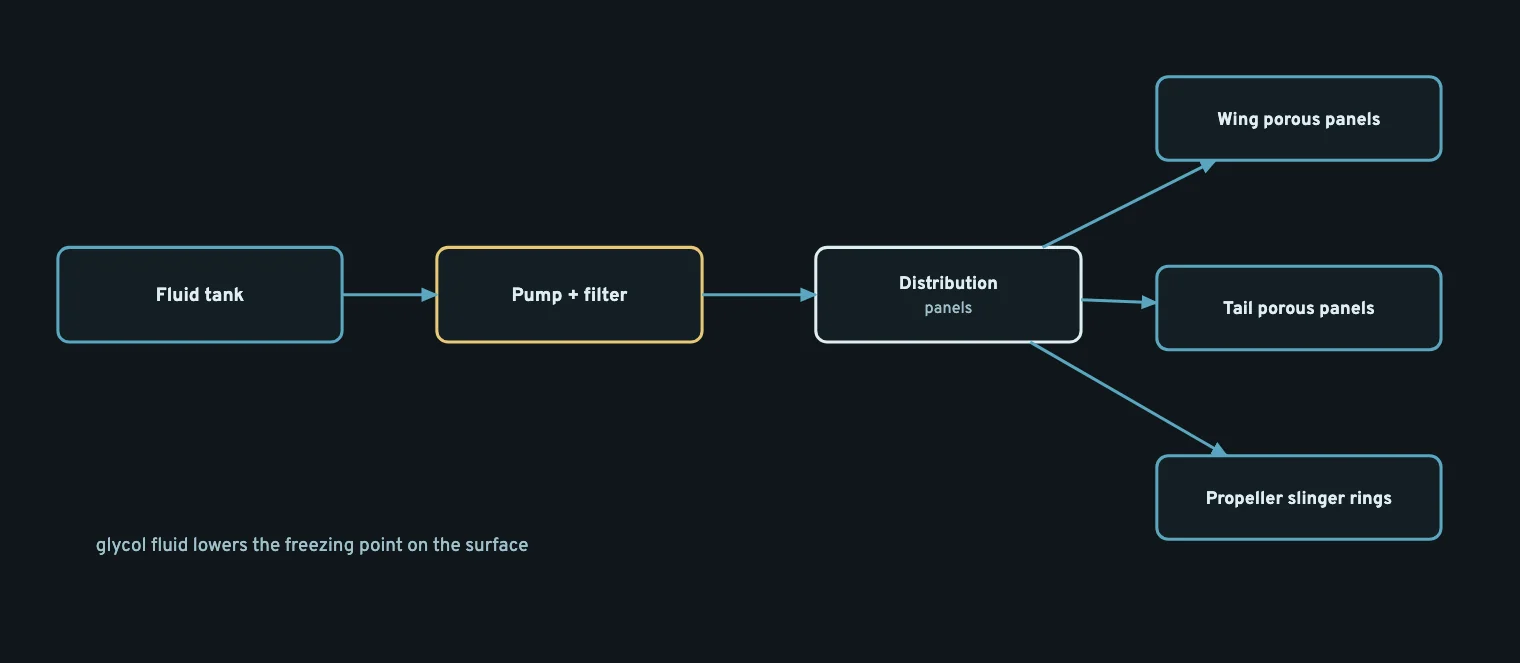 Wing porous panels
Fluid tank
Pump + filter
Distribution
panels
Tail porous panels
Propeller slinger rings
glycol fluid lowers the freezing point on the surface